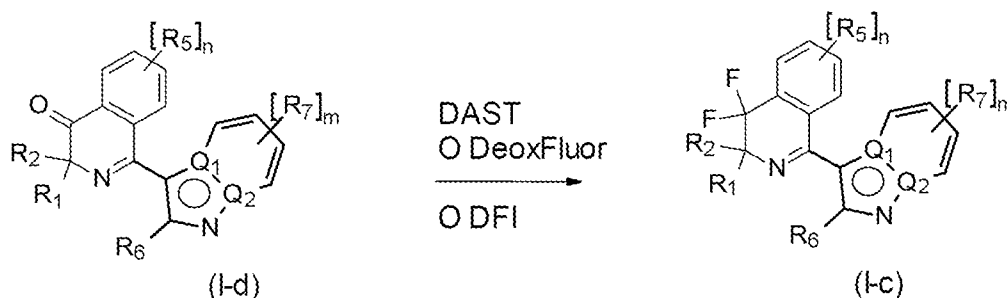 [R5]n
O
[R7]m
R2
R1
N
Q1
Q2
N
R6
(I-d)
DAST
O DeoxFluor
O DFI
[R5]n
F
F
[R7]n
R2
R1
N
Q1
Q2
N
R6
(I-c)